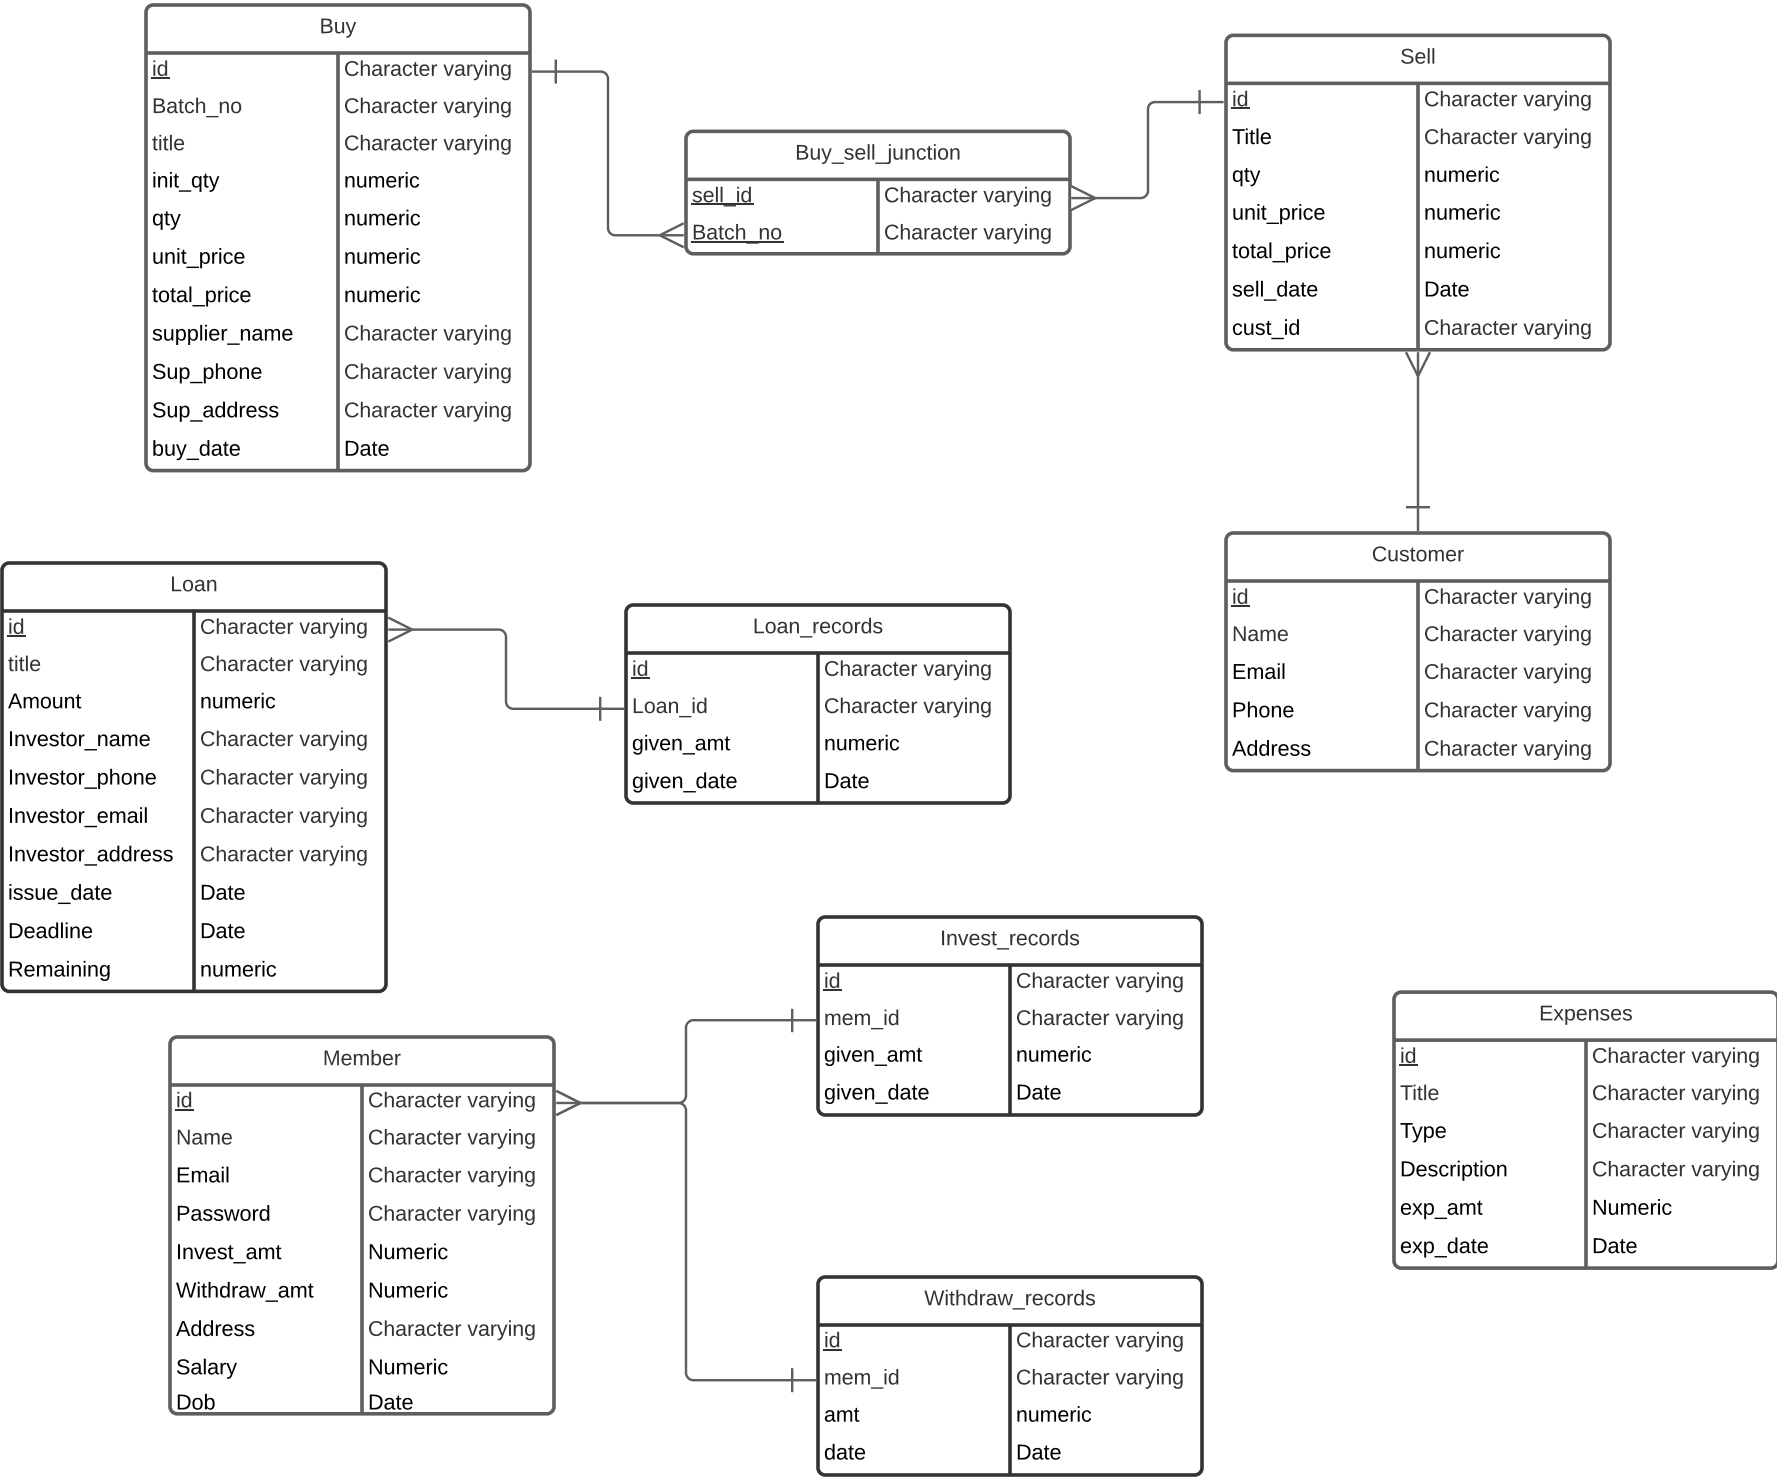 Buy
id Character varying
Batch_no Character varying
title Character varying
init_qty numeric
qty numeric
unit_price numeric
total_price numeric
supplier_name Character varying
Sup_phone Character varying
Sup_address Character varying
buy_date Date
Buy_sell_junction
sell_id Character varying
Batch_no Character varying
Sell
id Character varying
Title Character varying
qty numeric
unit_price numeric
total_price numeric
sell_date Date
cust_id Character varying
Customer
id Character varying
Name Character varying
Email Character varying
Phone Character varying
Address Character varying
Loan
id Character varying
title Character varying
Amount numeric
Investor_name Character varying
Investor_phone Character varying
Investor_email Character varying
Investor_address Character varying
issue_date Date
Deadline Date
Remaining numeric
Loan_records
id Character varying
Loan_id Character varying
given_amt numeric
given_date Date
Member
id Character varying
Name Character varying
Email Character varying
Password Character varying
Invest_amt Numeric
Withdraw_amt Numeric
Address Character varying
Salary Numeric
Dob Date
Invest_records
id Character varying
mem_id Character varying
given_amt numeric
given_date Date
Withdraw_records
id Character varying
mem_id Character varying
amt numeric
date Date
Expenses
id Character varying
Title Character varying
Type Character varying
Description Character varying
exp_amt Numeric
exp_date Date